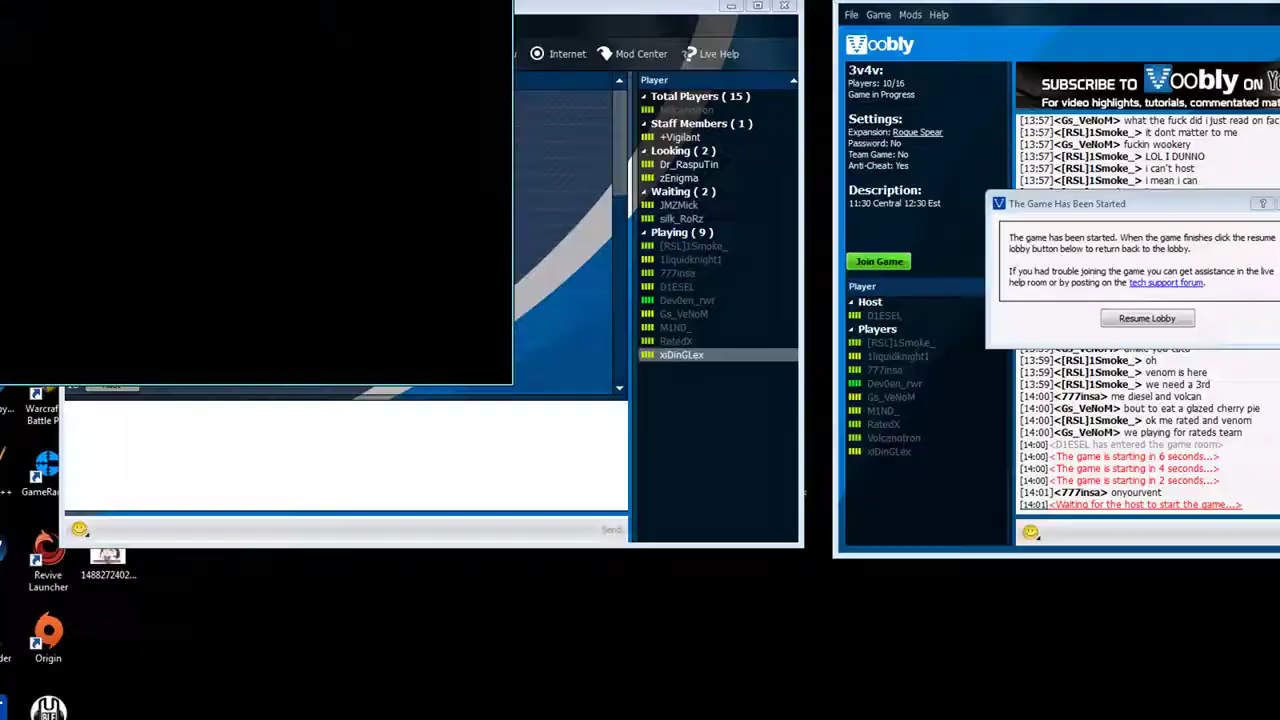 Internet
Mod Center
Live Help
Player
Total Players ( 15 )
Volcanotron
Staff Members ( 1 )
+Vigilant
Looking ( 2 )
Dr_RaspuTin
zEnigma
Waiting ( 2 )
JMZMick
silk_RoRz
Playing ( 9 )
[RSL]1Smoke_
1liquidknight1
777insa
D1ESEL
Dev0en_rwr
Gs_VeNoM
M1ND_
RatedX
xiDinGLex
Send
File Game Mods Help
Voobly
3v4v:
Players: 10/16
Game in Progress
Settings:
Expansion: Rogue Spear
Password: No
Team Game: No
Anti-Cheat: Yes
Description:
11:30 Central 12:30 Est
Join Game
Player
Host
D1ESEL
Players
[RSL]1Smoke_
1liquidknight1
777insa
Dev0en_rwr
Gs_VeNoM
M1ND_
RatedX
Volcanotron
xiDinGLex
SUBSCRIBE TO Voobly ON
For video highlights, tutorials, commentated
[13:57]<Gs_VeNoM> what the fuck did i just read on
[13:57]<[RSL]1Smoke_> it dont matter to me
[13:57]<Gs_VeNoM> fuckin wookery
[13:57]<[RSL]1Smoke_> LOL I DUNNO
[13:57]<[RSL]1Smoke_> i can't host
[13:57]<[RSL]1Smoke_> i mean i can
The Game Has Been Started
The game has been started. When the game finishes click the resume
lobby button below to return back to the lobby.
If you had trouble joining the game you can get assistance in the live
help room or by posting on the tech support forum.
Resume Lobby
[13:59]<[RSL]1Smoke_> oh
[13:59]<[RSL]1Smoke_> venom is here
[13:59]<[RSL]1Smoke_> we need a 3rd
[14:00]<777insa> me diesel and volcan
[14:00]<Gs_VeNoM> bout to eat a glazed cherry pie
[14:00]<[RSL]1Smoke_> ok me rated and venom
[14:00]<Gs_VeNoM> we playing for rateds team
[14:00]<D1ESEL has entered the game room>
[14:00]<The game is starting in 6 seconds...>
[14:00]<The game is starting in 4 seconds...>
[14:00]<The game is starting in 2 seconds...>
[14:01]<777insa> onyourvent
[14:01]<Waiting for the host to start the game...>
Warcraf
Battle P
GameRa
Revive
Launcher
1488272402...
Origin